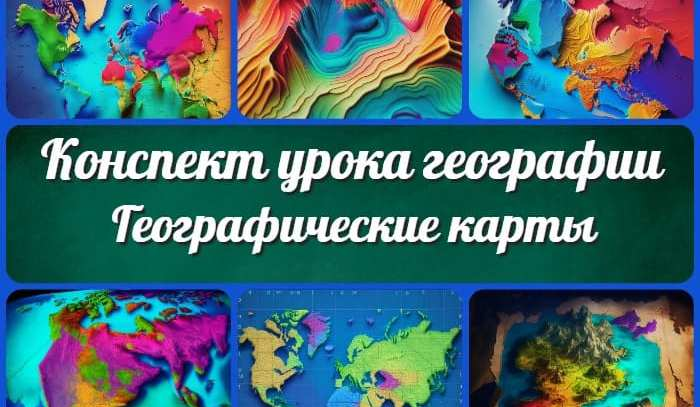 Конспект урока географии
Географические карты